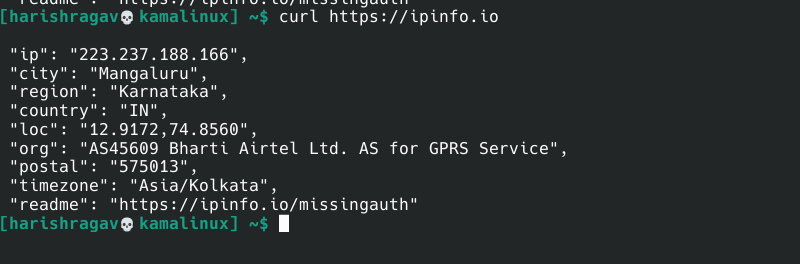 "readme": "https://ipinfo.io/missingauth"
[harishragav💀kamalinux] ~$ curl https://ipinfo.io
"ip": "223.237.188.166",
"city": "Mangaluru",
"region": "Karnataka",
"country": "IN",
"loc": "12.9172,74.8560",
"org": "AS45609 Bharti Airtel Ltd. AS for GPRS Service",
"postal": "575013",
"timezone": "Asia/Kolkata",
"readme": "https://ipinfo.io/missingauth"
[harishragav💀kamalinux] ~$